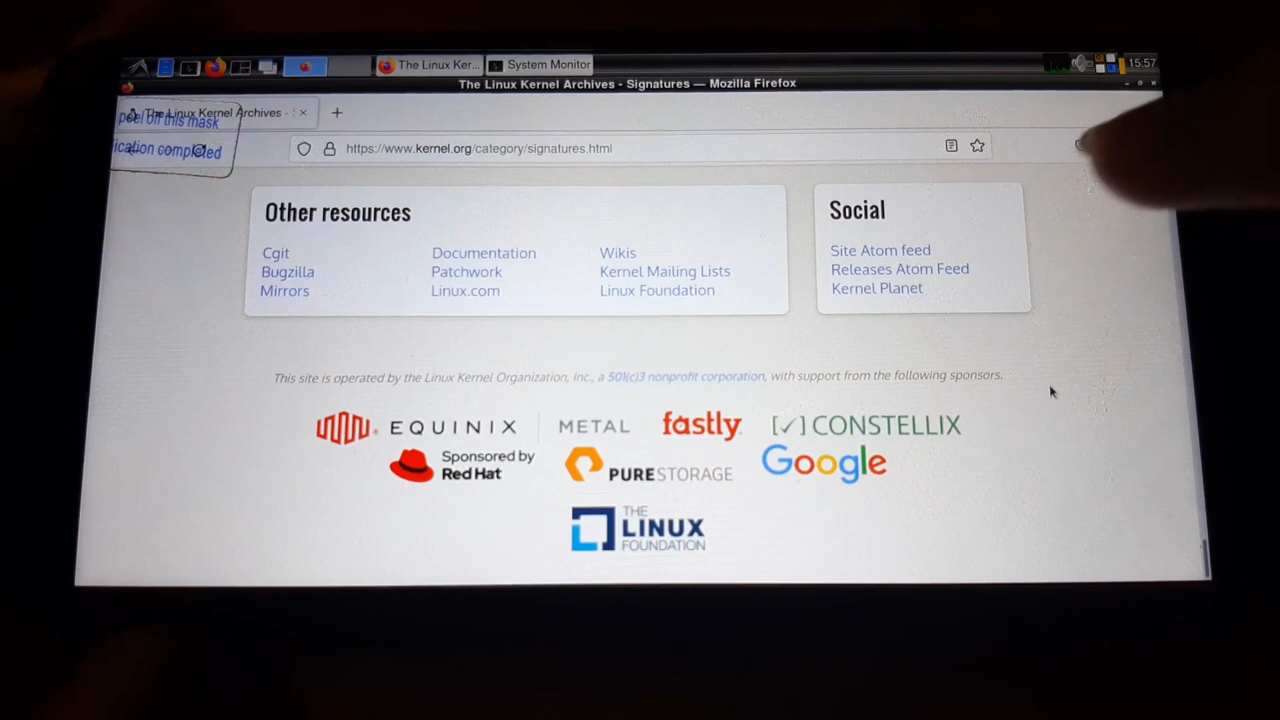 The Linux Ker...
System Monitor
15:57
The Linux Kernel Archives - Signatures — Mozilla Firefox
The Linux Kernel Archives -
peel off this mask
ication completed
https://www.kernel.org/category/signatures.html
Other resources
Social
Cgit Documentation Wikis
Site Atom feed
Bugzilla Patchwork Kernel Mailing Lists
Releases Atom Feed
Mirrors Linux.com Linux Foundation
Kernel Planet
This site is operated by the Linux Kernel Organization, Inc., a 501(c)3 nonprofit corporation, with support from the following sponsors.
EQUINIX METAL fastly [✓] CONSTELLIX
Sponsored by
Red Hat
PURESTORAGE
Google
THE
LINUX
FOUNDATION